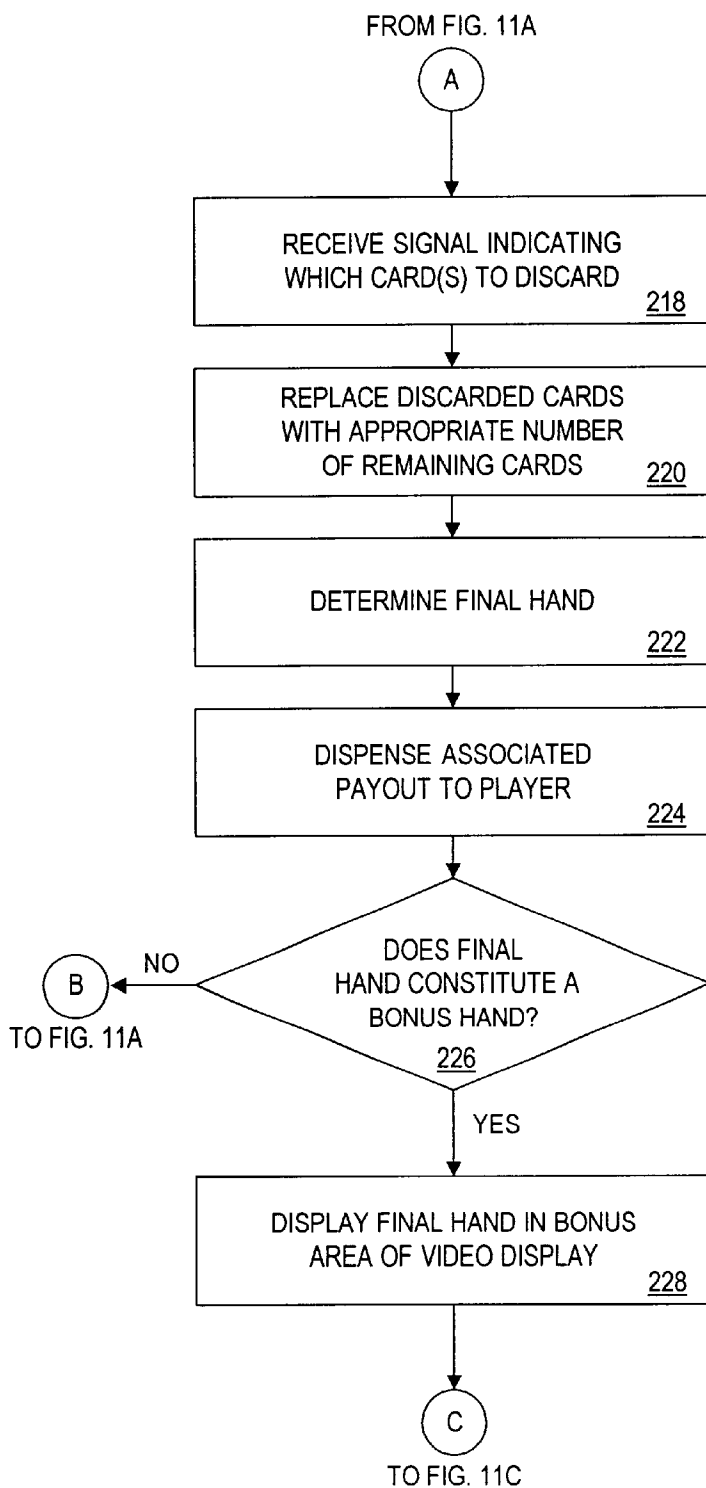 FROM FIG. 11A
A
RECEIVE SIGNAL INDICATING
WHICH CARD(S) TO DISCARD
218
REPLACE DISCARDED CARDS
WITH APPROPRIATE NUMBER
OF REMAINING CARDS
220
DETERMINE FINAL HAND
222
DISPENSE ASSOCIATED
PAYOUT TO PLAYER
224
DOES FINAL
HAND CONSTITUTE A
BONUS HAND?
226
NO
B
TO FIG. 11A
YES
DISPLAY FINAL HAND IN BONUS
AREA OF VIDEO DISPLAY
228
C
TO FIG. 11C